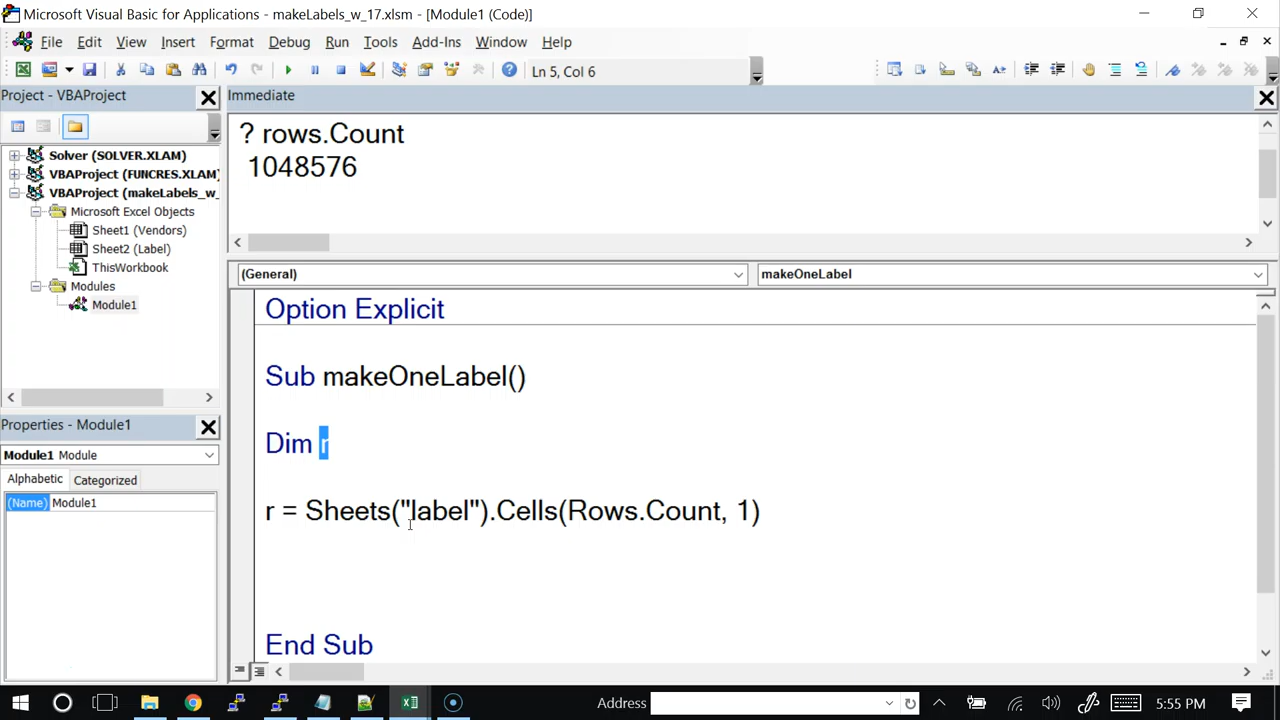 Microsoft Visual Basic for Applications - makeLabels_w_17.xlsm - [Module1 (Code)]
File Edit View Insert Format Debug Run Tools Add-Ins Window Help
Ln 5, Col 6
Project - VBAProject
Immediate
Solver (SOLVER.XLAM)
VBAProject (FUNCRES.XLAM)
VBAProject (makeLabels_w_
Microsoft Excel Objects
Sheet1 (Vendors)
Sheet2 (Label)
ThisWorkbook
Modules
Module1
? rows.Count
1048576
(General)
makeOneLabel
Option Explicit
Sub makeOneLabel()
Dim r
r = Sheets("label").Cells(Rows.Count, 1)
End Sub
Properties - Module1
Module1 Module
Alphabetic Categorized
(Name) Module1
Address
5:55 PM